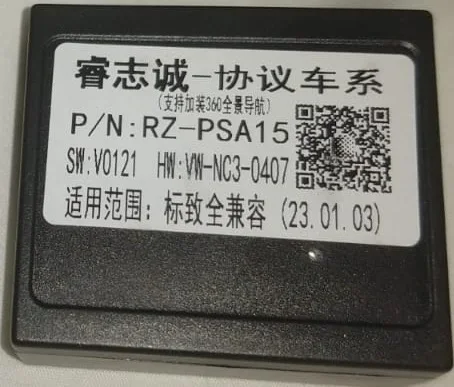 睿志诚-协议车系
(支持加装360全景导航)
P/N:RZ-PSA15
SW:V0121 HW:VW-NC3-0407
适用范围: 标致全兼容 (23.01.03)